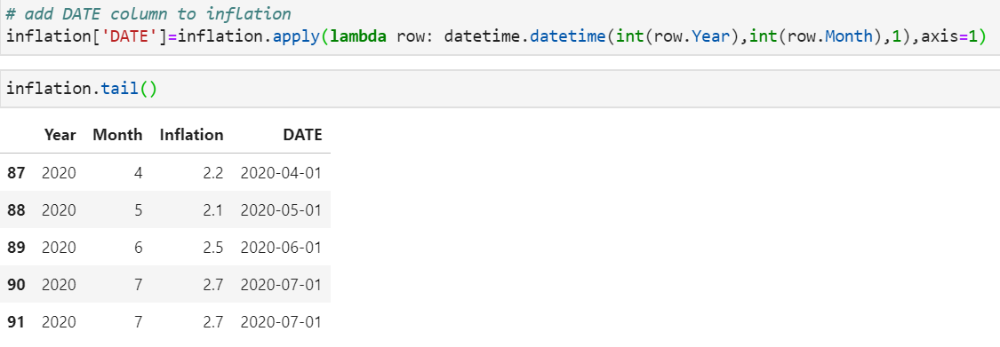 # add DATE column to inflation
inflation['DATE']=inflation.apply(lambda row: datetime.datetime(int(row.Year),int(row.Month),1),axis=1)
inflation.tail()
Year Month Inflation DATE
87 2020 4 2.2 2020-04-01
88 2020 5 2.1 2020-05-01
89 2020 6 2.5 2020-06-01
90 2020 7 2.7 2020-07-01
91 2020 7 2.7 2020-07-01